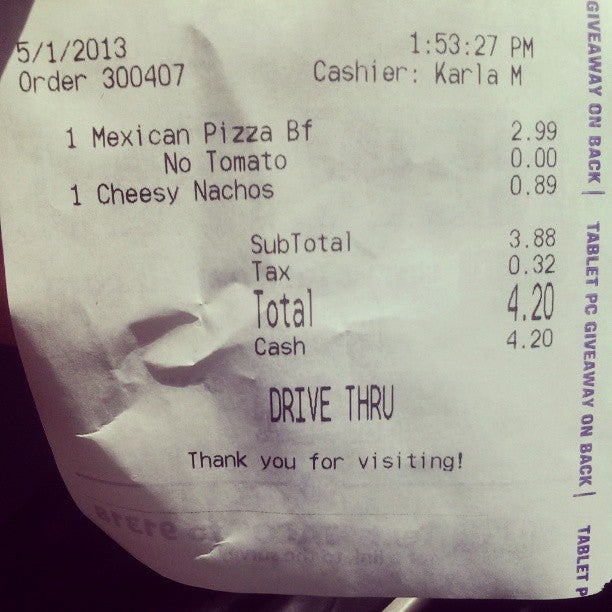 5/1/2013 1:53:27 PM
Order 300407 Cashier: Karla M
1 Mexican Pizza Bf 2.99
No Tomato 0.00
1 Cheesy Nachos 0.89
SubTotal 3.88
Tax 0.32
Total 4.20
Cash 4.20
DRIVE THRU
Thank you for visiting!
GIVEAWAY ON BACK | TABLET PC GIVEAWAY ON BACK | TABLET P